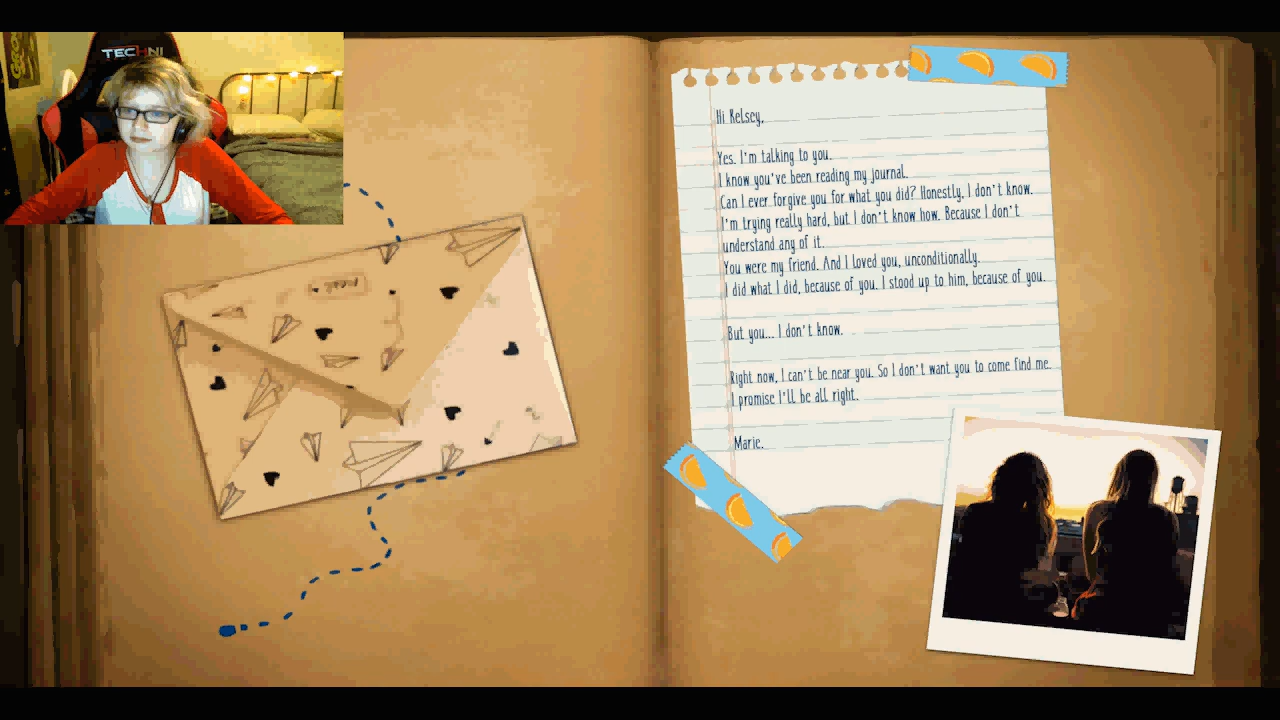 TECHNI
Hi Kelsey,
Yes. I'm talking to you.
I know you've been reading my journal.
Can I ever forgive you for what you did? Honestly, I don't know.
I'm trying really hard, but I don't know how. Because I don't
understand any of it.
You were my friend. And I loved you, unconditionally.
I did what I did, because of you. I stood up to him, because of you.
But you... I don't know.
Right now, I can't be near you. So I don't want you to come find me.
I promise I'll be all right.
Marie.